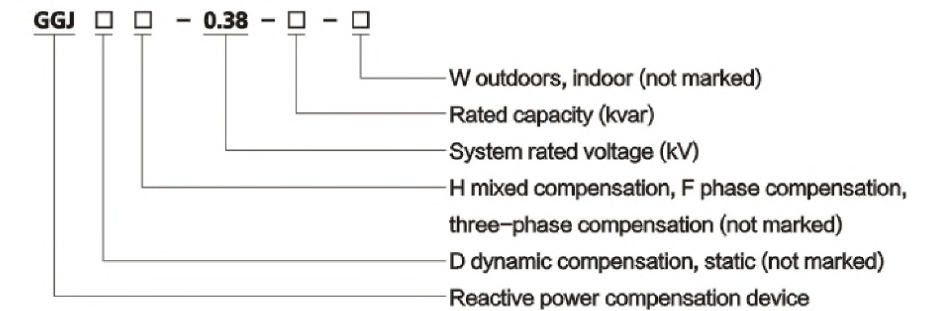 GGJ □ □ - 0.38 - □ - □
W outdoors, indoor (not marked)
Rated capacity (kvar)
System rated voltage (kV)
H mixed compensation, F phase compensation,
three-phase compensation (not marked)
D dynamic compensation, static (not marked)
Reactive power compensation device